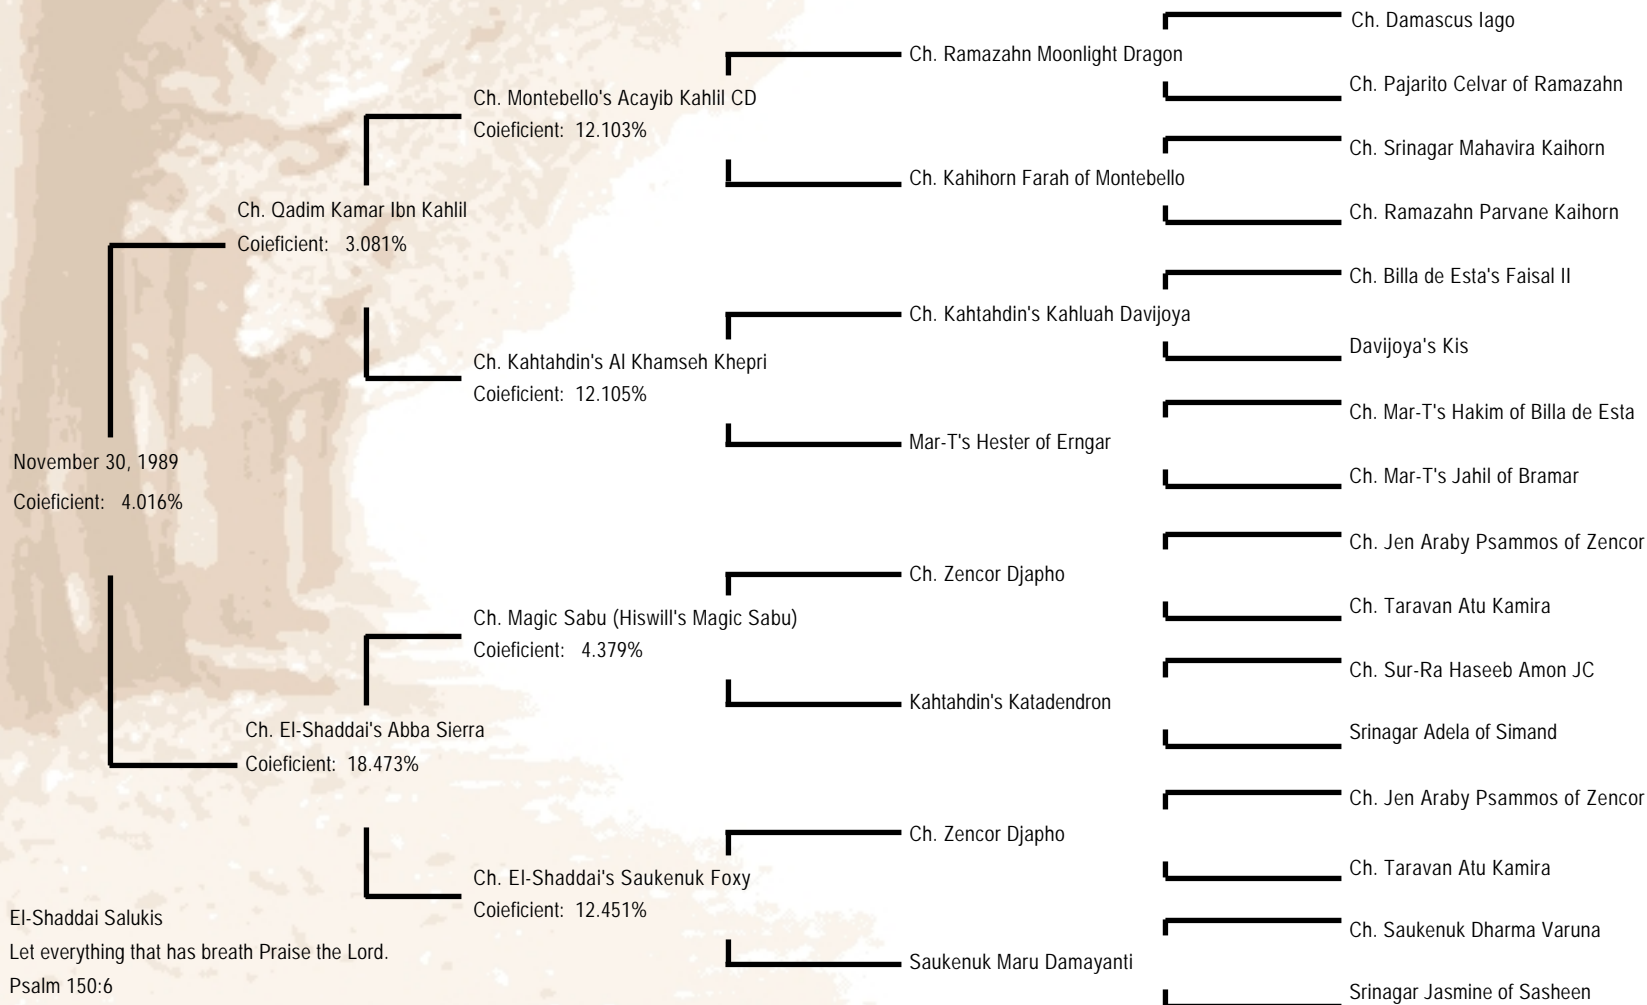 November 30, 1989
Coieficient: 4.016%
Ch. Qadim Kamar Ibn Kahlil
Coieficient: 3.081%
Ch. El-Shaddai's Abba Sierra
Coieficient: 18.473%
Ch. Montebello's Acayib Kahlil CD
Coieficient: 12.103%
Ch. Kahtahdin's Al Khamseh Khepri
Coieficient: 12.105%
Ch. Magic Sabu (Hiswill's Magic Sabu)
Coieficient: 4.379%
Ch. El-Shaddai's Saukenuk Foxy
Coieficient: 12.451%
Ch. Ramazahn Moonlight Dragon
Ch. Kahihorn Farah of Montebello
Ch. Kahtahdin's Kahluah Davijoya
Mar-T's Hester of Erngar
Ch. Zencor Djapho
Kahtahdin's Katadendron
Ch. Zencor Djapho
Saukenuk Maru Damayanti
Ch. Damascus Iago
Ch. Pajarito Celvar of Ramazahn
Ch. Srinagar Mahavira Kaihorn
Ch. Ramazahn Parvane Kaihorn
Ch. Billa de Esta's Faisal II
Davijoya's Kis
Ch. Mar-T's Hakim of Billa de Esta
Ch. Mar-T's Jahil of Bramar
Ch. Jen Araby Psammos of Zencor
Ch. Taravan Atu Kamira
Ch. Sur-Ra Haseeb Amon JC
Srinagar Adela of Simand
Ch. Jen Araby Psammos of Zencor
Ch. Taravan Atu Kamira
Ch. Saukenuk Dharma Varuna
Srinagar Jasmine of Sasheen
El-Shaddai Salukis
Let everything that has breath Praise the Lord.
Psalm 150:6